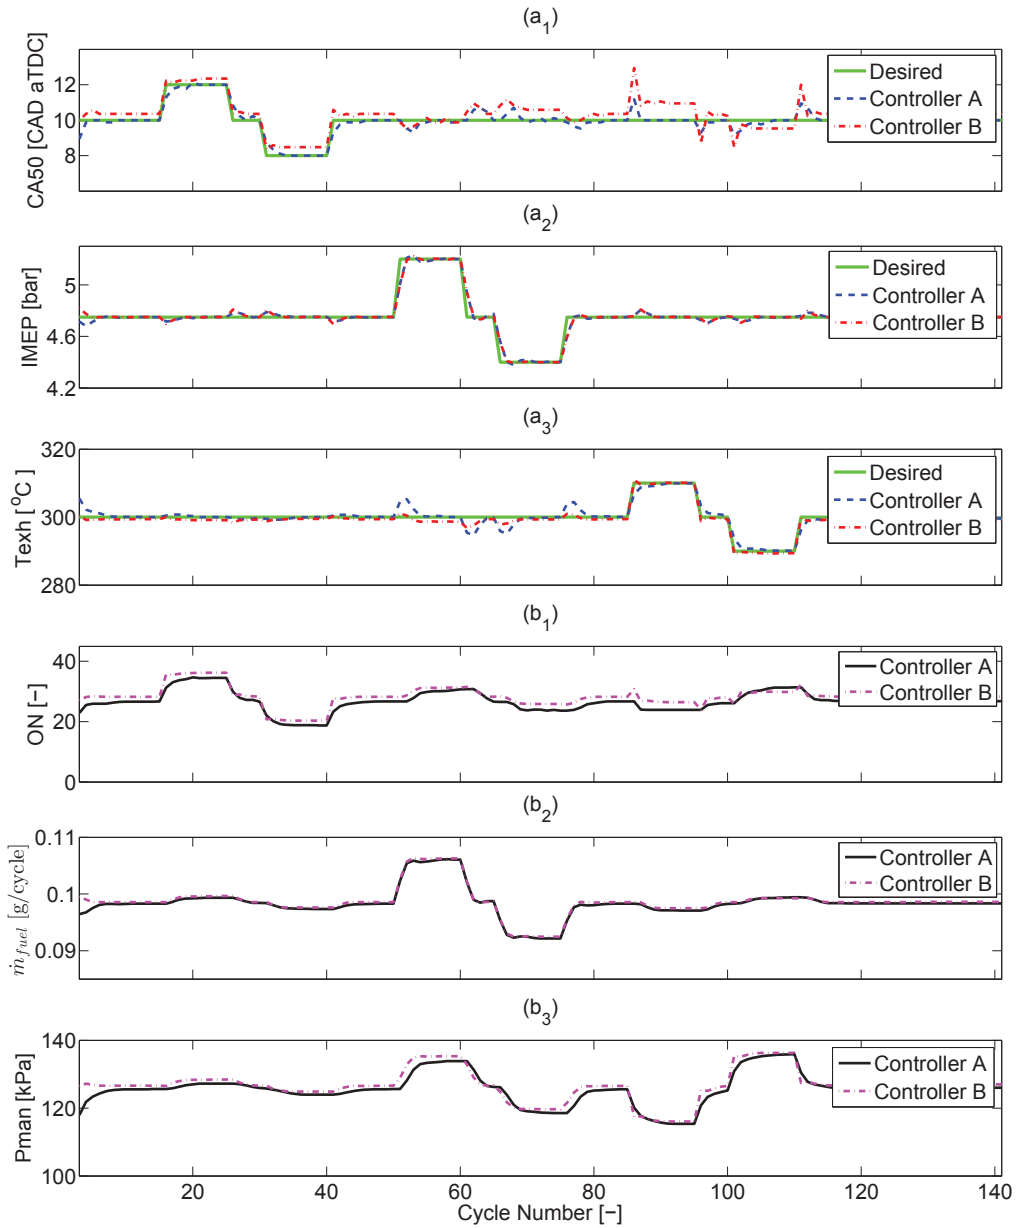 (a1)
CA50 [CAD aTDC]
12
10
8
Desired
Controller A
Controller B
(a2)
IMEP [bar]
5
4.6
4.2
Desired
Controller A
Controller B
(a3)
Texh [ °C ]
320
300
280
Desired
Controller A
Controller B
(b1)
ON [−]
40
20
0
Controller A
Controller B
(b2)
ṁfuel [g/cycle]
0.11
0.1
0.09
Controller A
Controller B
(b3)
Pman [kPa]
140
120
100
Controller A
Controller B
20 40 60 80 100 120 140
Cycle Number [−]